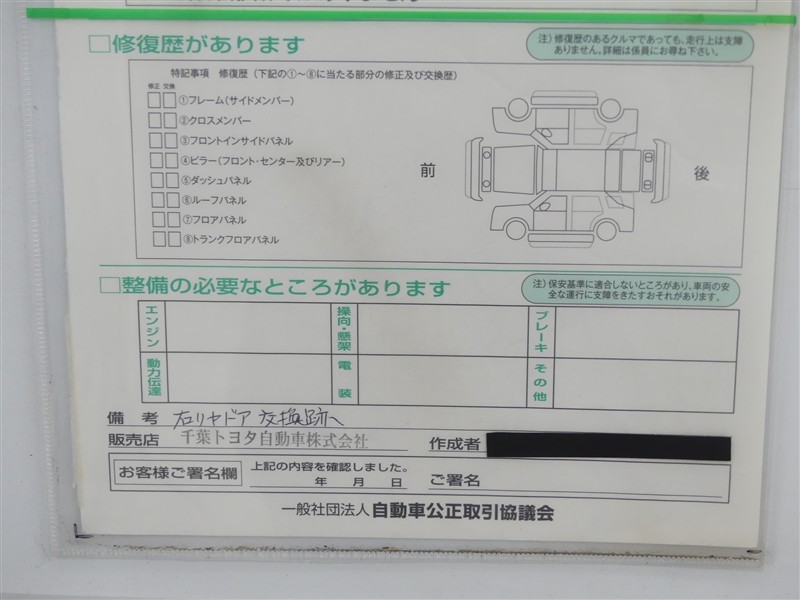 □修復歴があります
注）修復歴のあるクルマであっても、走行上は支障
ありません。詳細は係員にお尋ね下さい。
特記事項　修復歴（下記の①〜⑧に当たる部分の修正及び交換歴）
修正 交換
①フレーム（サイドメンバー）
②クロスメンバー
③フロントインサイドパネル
④ピラー（フロント・センター及びリアー）
⑤ダッシュパネル
⑥ルーフパネル
⑦フロアパネル
⑧トランクフロアパネル
前
後
□整備の必要なところがあります
注）保安基準に適合しないところがあり、車両の安
全な運行に支障をきたすおそれがあります。
エンジン
操向・懸架
ブレーキ
動力伝達
電装
その他
備考 右リヤドア 交換跡へ
販売店 千葉トヨタ自動車株式会社 作成者
お客様ご署名欄
上記の内容を確認しました。
年 月 日
ご署名
一般社団法人 自動車公正取引協議会